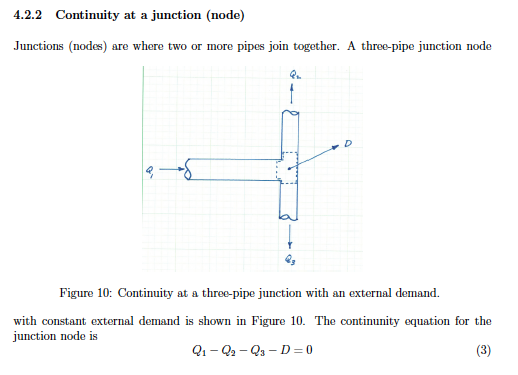 4.2.2 Continuity at a junction (node)
Junctions (nodes) are where two or more pipes join together. A three-pipe junction node
Q₂
D
Q₁
Q₃
Figure 10: Continuity at a three-pipe junction with an external demand.
with constant external demand is shown in Figure 10. The continunity equation for the
junction node is
Q₁ − Q₂ − Q₃ − D = 0 (3)